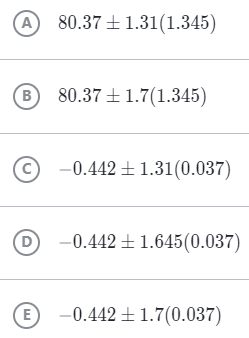 A 80.37 ± 1.31(1.345)
B 80.37 ± 1.7(1.345)
C −0.442 ± 1.31(0.037)
D −0.442 ± 1.645(0.037)
E −0.442 ± 1.7(0.037)